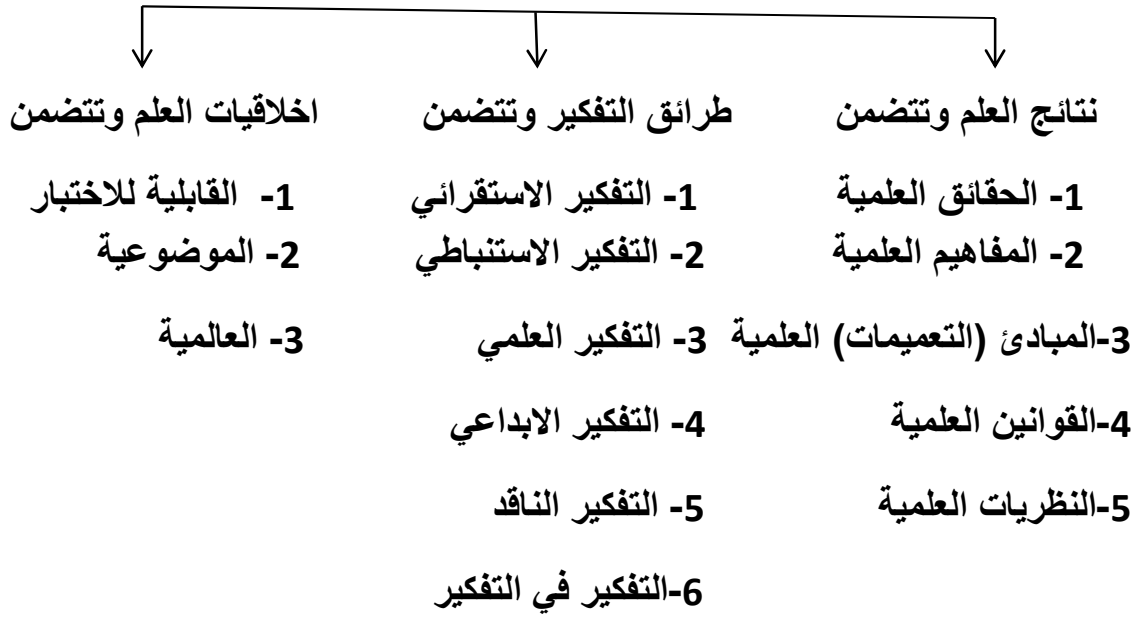 نتائج العلم وتتضمن
1- الحقائق العلمية
2- المفاهيم العلمية
3-المبادئ (التعميمات) العلمية
4-القوانين العلمية
5-النظريات العلمية
طرائق التفكير وتتضمن
1- التفكير الاستقرائي
2- التفكير الاستنباطي
3- التفكير العلمي
4- التفكير الابداعي
5- التفكير الناقد
6-التفكير في التفكير
اخلاقيات العلم وتتضمن
1- القابلية للاختبار
2- الموضوعية
3- العالمية